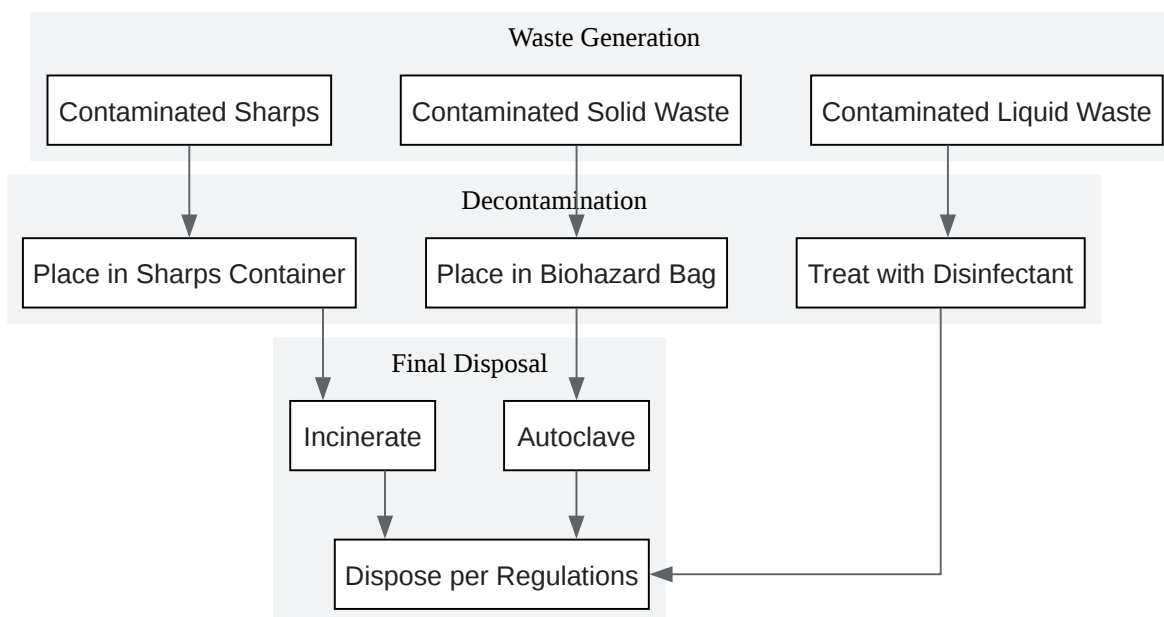 Waste Generation
Contaminated Sharps
Contaminated Solid Waste
Contaminated Liquid Waste
Decontamination
Place in Sharps Container
Place in Biohazard Bag
Treat with Disinfectant
Final Disposal
Incinerate
Autoclave
Dispose per Regulations